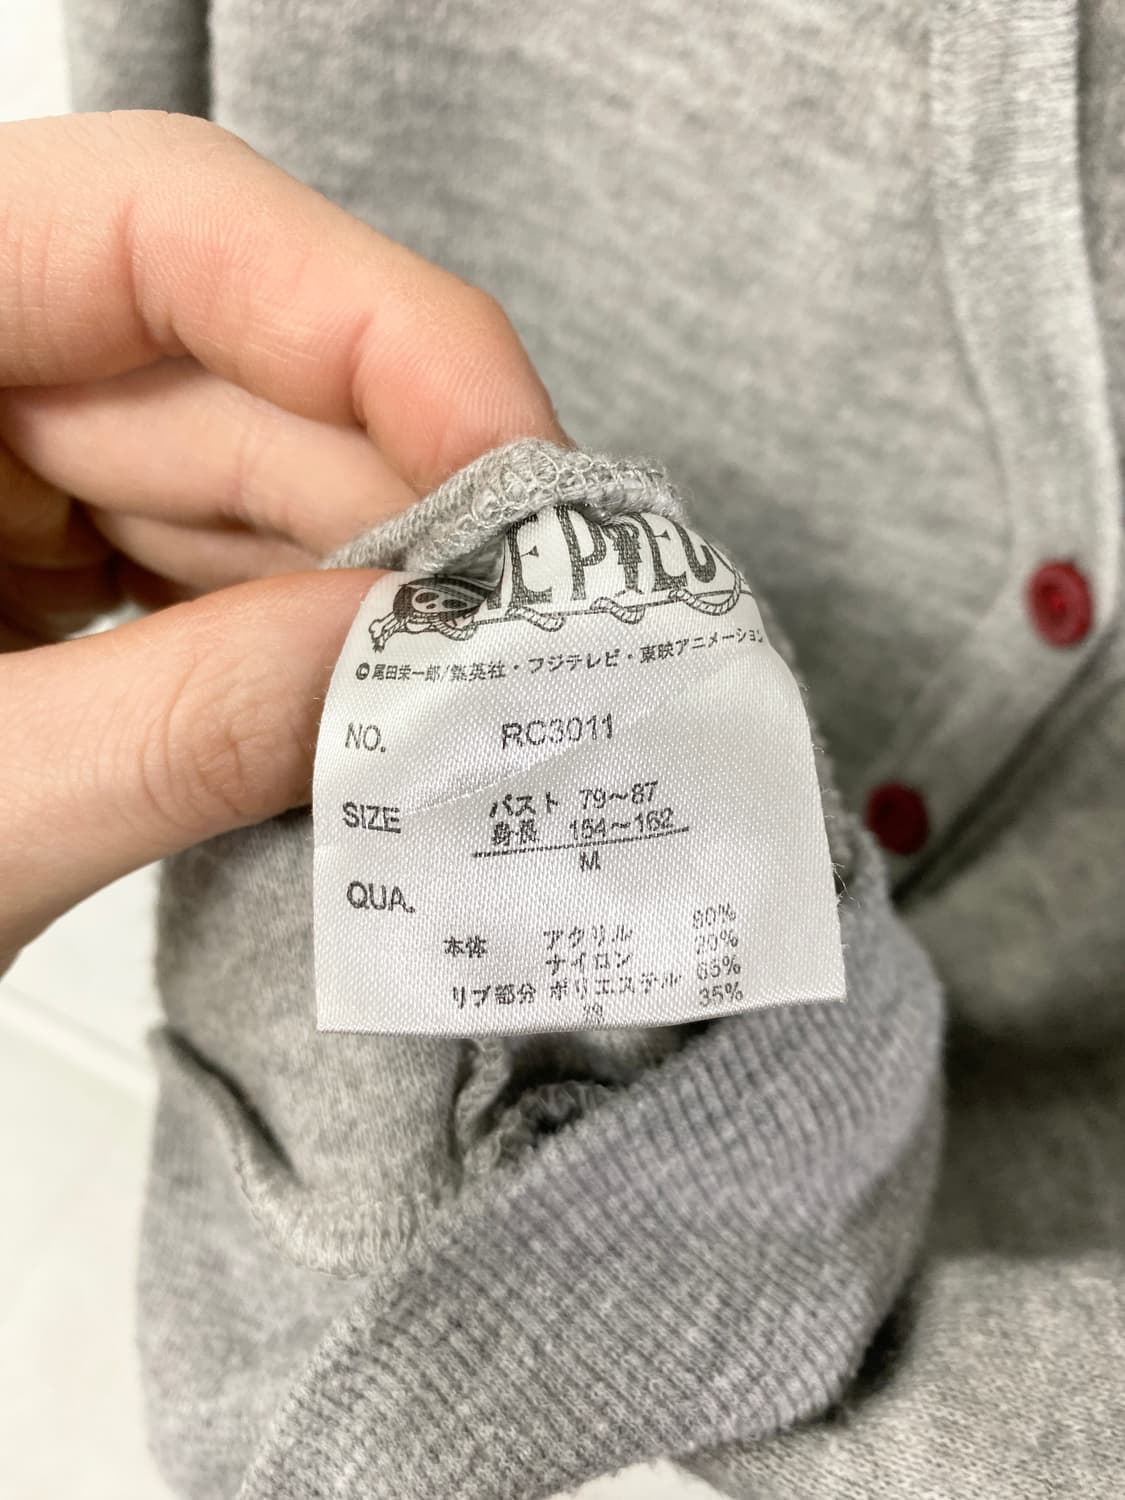 ONE PIECE
©尾田栄一郎/集英社・フジテレビ・東映アニメーション
NO. RC3011
SIZE バスト 79～87
身長 154～162
M
QUA.
80%
本体 アクリル 20%
ナイロン 65%
リブ部分 ポリエステル 35%